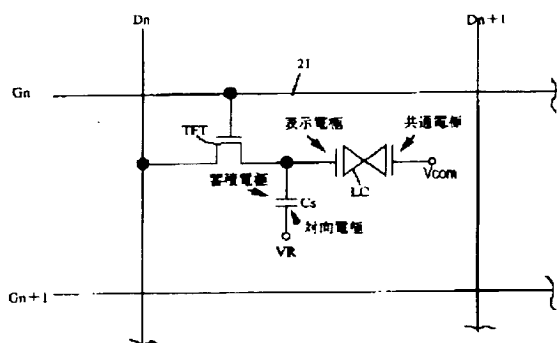 Dn
Dn+1
21
Gn
TFT
表示電極
共通電極
LC
Vcom
蓄積電極
Cs
対向電極
VR
Gn+1